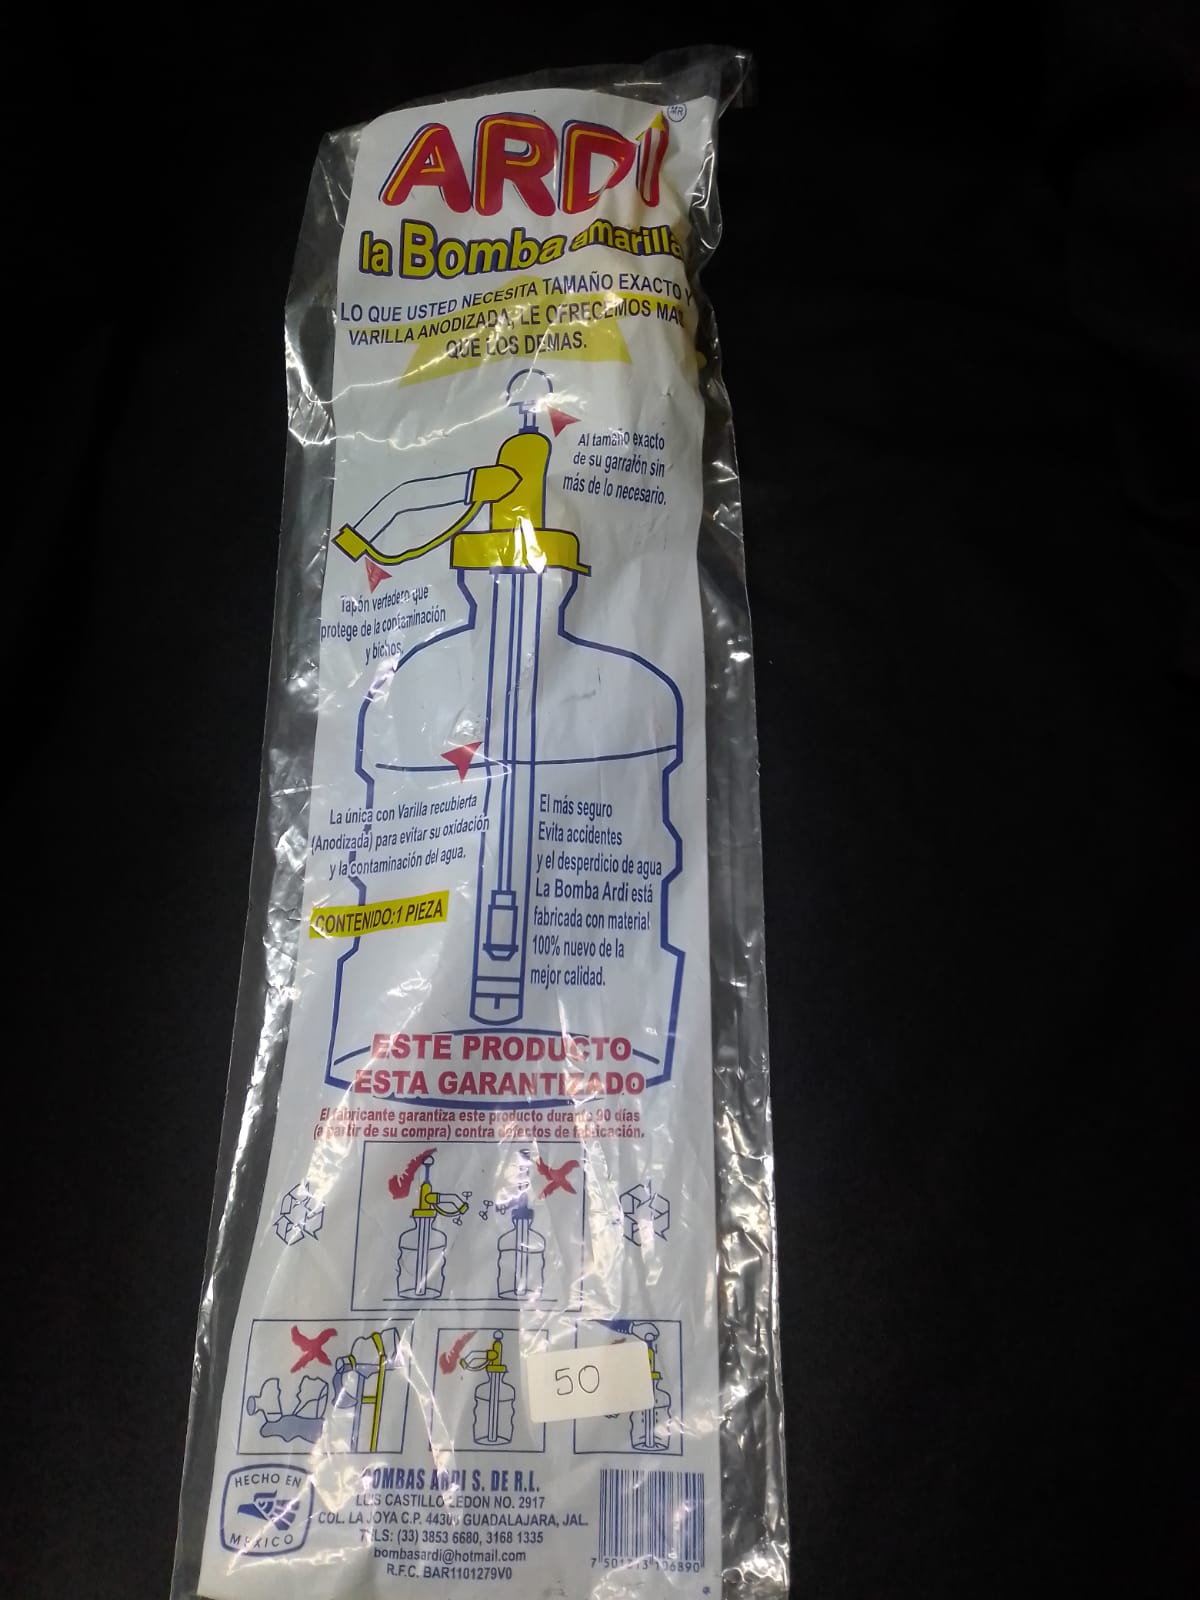 ARDI
MR
la Bomba amarilla
LO QUE USTED NECESITA TAMAÑO EXACTO Y
VARILLA ANODIZADA, LE OFRECEMOS MAS
QUE LOS DEMAS.
Al tamaño exacto
de su garrafón sin
más de lo necesario.
Tapón vertedero que
protege de la contaminación
y bichos.
La única con Varilla recubierta
(Anodizada) para evitar su oxidación
y la contaminación del agua.
El más seguro
Evita accidentes
y el desperdicio de agua
La Bomba Ardi está
fabricada con material
100% nuevo de la
mejor calidad.
CONTENIDO:1 PIEZA
ESTE PRODUCTO
ESTA GARANTIZADO
El fabricante garantiza este producto durante 90 días
(a partir de su compra) contra defectos de fabricación.
50
HECHO EN
MEXICO
BOMBAS ARDI S. DE R.L.
LUIS CASTILLO LEDON NO. 2917
COL. LA JOYA C.P. GUADALAJARA, JAL.
TELS: (33) 3853 6680, 3168 1335
bombasardi@hotmail.com
R.F.C. BAR1101279V0